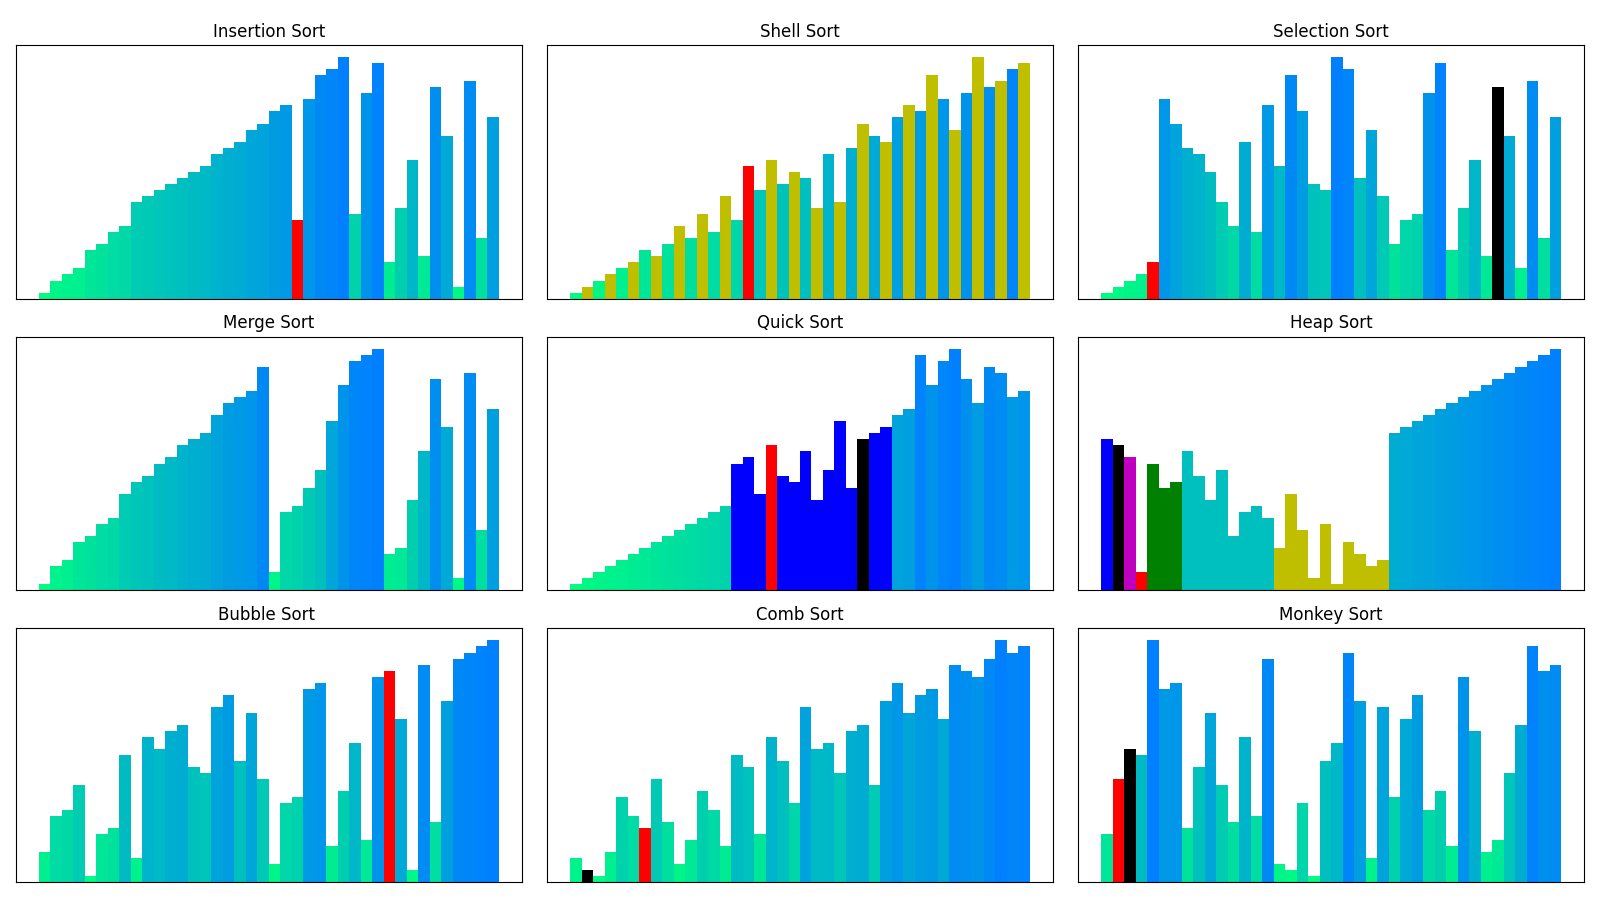 Insertion Sort
Shell Sort
Selection Sort
Merge Sort
Quick Sort
Heap Sort
Bubble Sort
Comb Sort
Monkey Sort